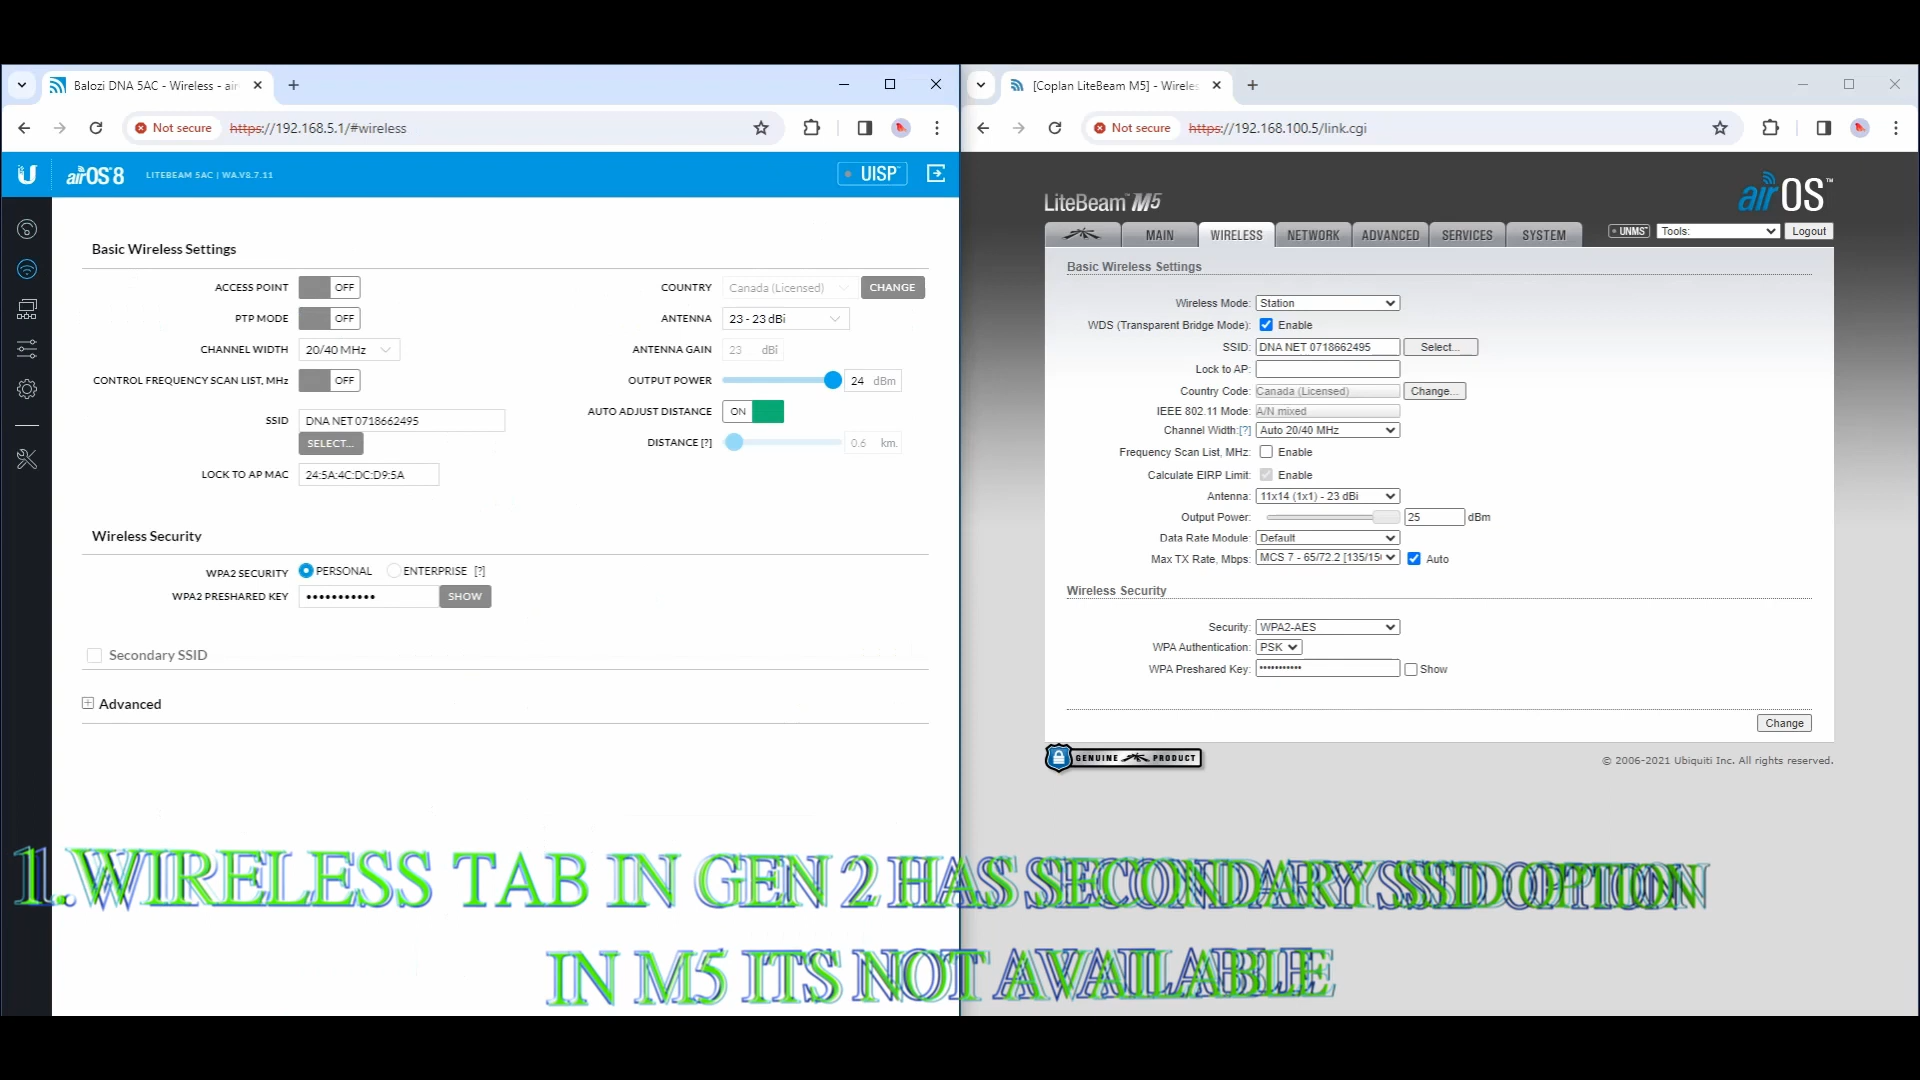 Balozi DNA 5AC - Wireless - air
Not secure
https://192.168.5.1/#wireless
airOS 8
LITEBEAM 5AC | WA.V8.7.11
UISP
Basic Wireless Settings
ACCESS POINT OFF
PTP MODE OFF
CHANNEL WIDTH 20/40 MHz
CONTROL FREQUENCY SCAN LIST, MHz OFF
SSID DNA NET 0718662495
SELECT...
LOCK TO AP MAC 24:5A:4C:DC:D9:5A
COUNTRY Canada (Licensed) CHANGE
ANTENNA 23 - 23 dBi
ANTENNA GAIN 23 dBi
OUTPUT POWER 24 dBm
AUTO ADJUST DISTANCE ON
DISTANCE [?] 0.6 km.
Wireless Security
WPA2 SECURITY PERSONAL ENTERPRISE [?]
WPA2 PRESHARED KEY ••••••••••• SHOW
Secondary SSID
Advanced
[Coplan LiteBeam M5] - Wireles
Not secure
https://192.168.100.5/link.cgi
LiteBeam™ M5
airOS™
MAIN WIRELESS NETWORK ADVANCED SERVICES SYSTEM UNMS™ Tools: Logout
Basic Wireless Settings
Wireless Mode: Station
WDS (Transparent Bridge Mode): Enable
SSID: DNA NET 0718662495 Select...
Lock to AP:
Country Code: Canada (Licensed) Change...
IEEE 802.11 Mode: A/N mixed
Channel Width:[?] Auto 20/40 MHz
Frequency Scan List, MHz: Enable
Calculate EIRP Limit: Enable
Antenna: 11x14 (1x1) - 23 dBi
Output Power: 25 dBm
Data Rate Module: Default
Max TX Rate, Mbps: MCS 7 - 65/72.2 [135/15 Auto
Wireless Security
Security: WPA2-AES
WPA Authentication: PSK
WPA Preshared Key: ••••••••••• Show
Change
GENUINE PRODUCT
© 2006-2021 Ubiquiti Inc. All rights reserved.
1.WIRELESS TAB IN GEN 2 HAS SECONDARY SSID OPTION
IN M5 ITS NOT AVAILABLE